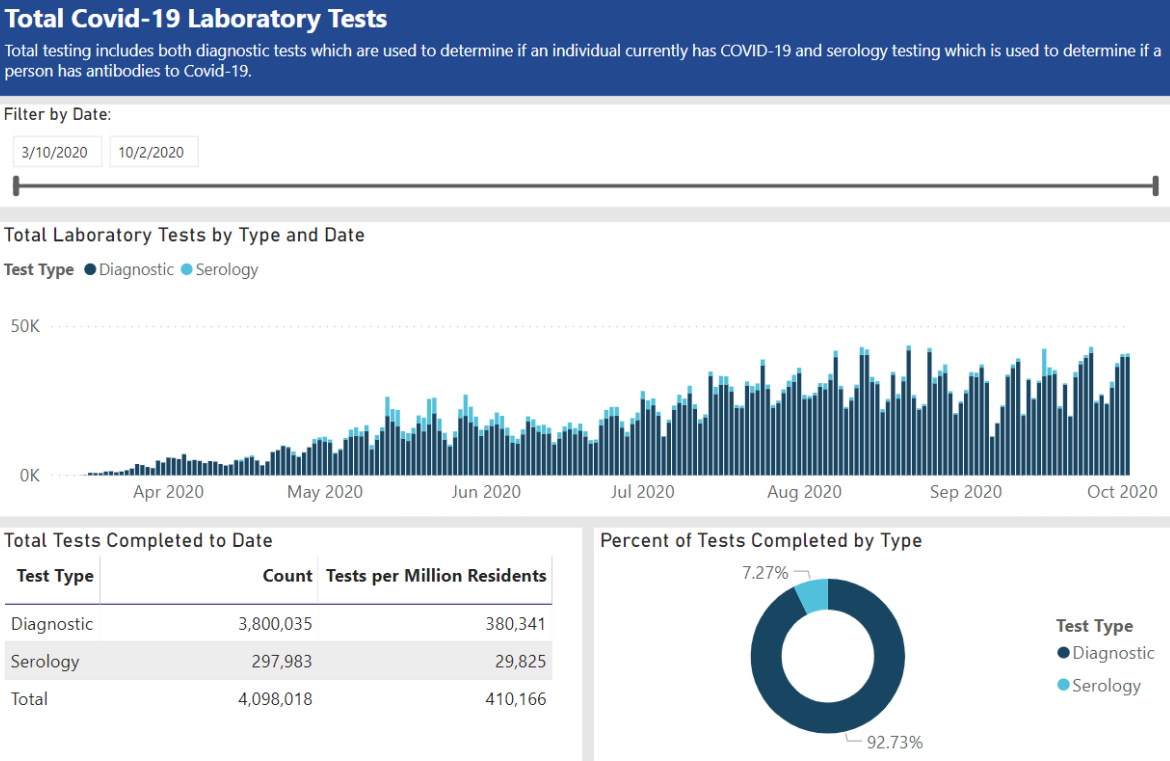 Total Covid-19 Laboratory Tests
Total testing includes both diagnostic tests which are used to determine if an individual currently has COVID-19 and serology testing which is used to determine if a
person has antibodies to Covid-19.
Filter by Date:
3/10/2020 10/2/2020
Total Laboratory Tests by Type and Date
Test Type Diagnostic Serology
50K
0K
Apr 2020 May 2020 Jun 2020 Jul 2020 Aug 2020 Sep 2020 Oct 2020
Total Tests Completed to Date
Test Type Count Tests per Million Residents
Diagnostic 3,800,035 380,341
Serology 297,983 29,825
Total 4,098,018 410,166
Percent of Tests Completed by Type
7.27%
92.73%
Test Type
Diagnostic
Serology